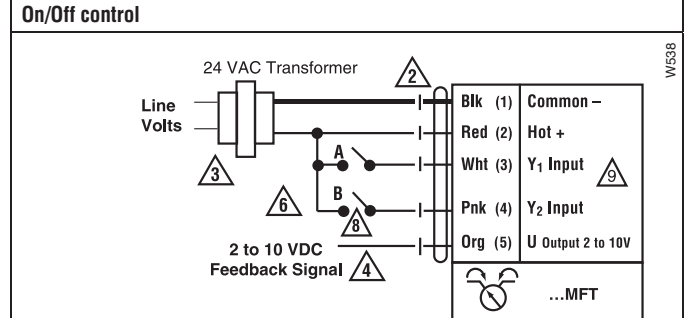 On/Off control
W538
24 VAC Transformer
2
Line
Volts
3
Blk (1) Common –
Red (2) Hot +
A
Wht (3) Y1 Input
9
6
B
8
Pnk (4) Y2 Input
2 to 10 VDC
Feedback Signal
4
Org (5) U Output 2 to 10V
...MFT